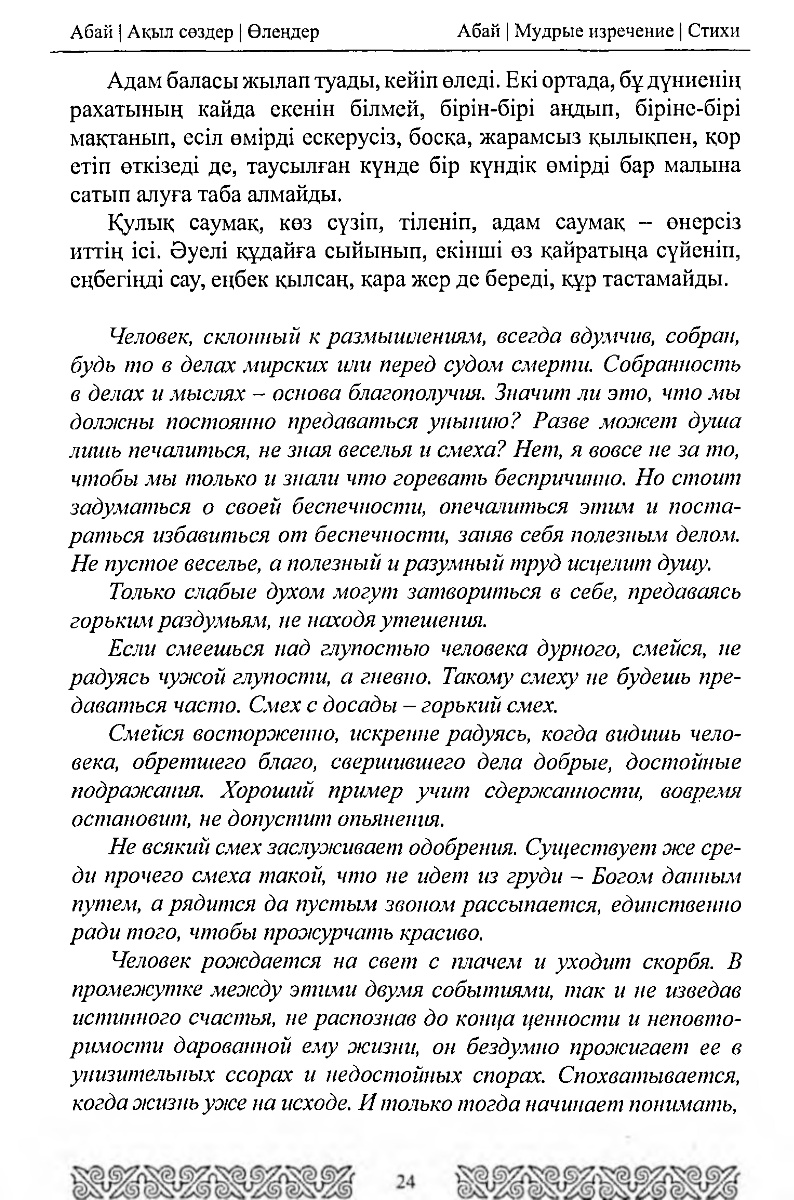 Абай | Ақыл сөздер | Өлеңдер Абай | Мудрые изречение | Стихи
Адам баласы жылап туады, кейіп өледі. Екі ортада, бұ дүниенің
рахатының кайда екенін білмей, бірін-бірі аңдып, біріне-бірі
мақтанып, есіл өмірді ескерусіз, босқа, жарамсыз қылықпен, қор
етіп өткізеді де, таусылған күнде бір күндік өмірді бар малына
сатып алуға таба алмайды.
Қулық саумақ, көз сүзіп, тіленіп, адам саумақ – өнерсіз
иттің ісі. Әуелі құдайға сыйынып, екінші өз қайратыңа сүйеніп,
еңбегіңді сау, еңбек қылсаң, қара жер де береді, құр тастамайды.
Человек, склонный к размышлениям, всегда вдумчив, собран,
будь то в делах мирских или перед судом смерти. Собранность
в делах и мыслях – основа благополучия. Значит ли это, что мы
должны постоянно предаваться унынию? Разве может душа
лишь печалиться, не зная веселья и смеха? Нет, я вовсе не за то,
чтобы мы только и знали что горевать беспричинно. Но стоит
задуматься о своей беспечности, опечалиться этим и поста-
раться избавиться от беспечности, заняв себя полезным делом.
Не пустое веселье, а полезный и разумный труд исцелит душу.
Только слабые духом могут затвориться в себе, предаваясь
горьким раздумьям, не находя утешения.
Если смеешься над глупостью человека дурного, смейся, не
радуясь чужой глупости, а гневно. Такому смеху не будешь пре-
даваться часто. Смех с досады – горький смех.
Смейся восторженно, искренне радуясь, когда видишь чело-
века, обретшего благо, свершившего дела добрые, достойные
подражания. Хороший пример учит сдержанности, вовремя
остановит, не допустит опьянения.
Не всякий смех заслуживает одобрения. Существует же сре-
ди прочего смеха такой, что не идет из груди – Богом данным
путем, а рядится да пустым звоном рассыпается, единственно
ради того, чтобы прожурчать красиво.
Человек рождается на свет с плачем и уходит скорбя. В
промежутке между этими двумя событиями, так и не изведав
истинного счастья, не распознав до конца ценности и неповто-
римости дарованной ему жизни, он бездумно прожигает ее в
унизительных ссорах и недостойных спорах. Спохватывается,
когда жизнь уже на исходе. И только тогда начинает понимать,
24